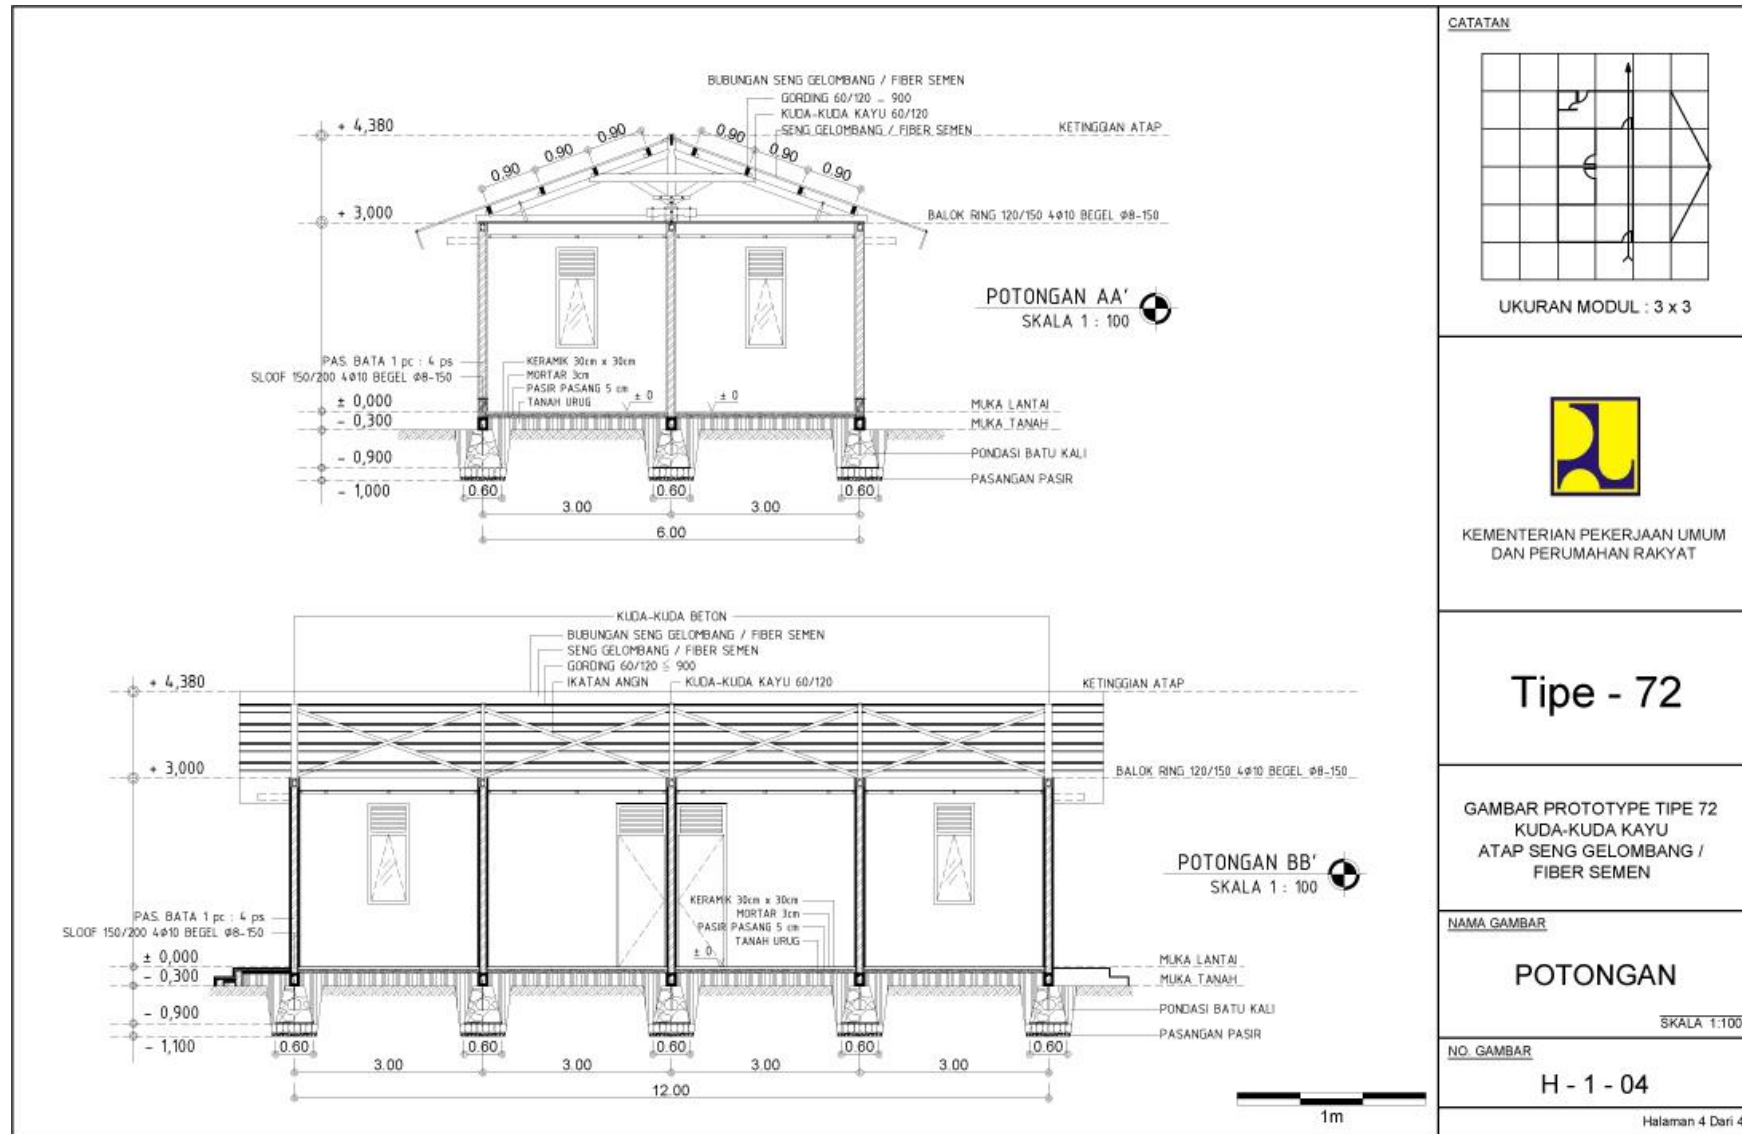 BUBUNGAN SENG GELOMBANG / FIBER SEMEN
GORDING 60/120 - 900
KUDA-KUDA KAYU 60/120
SENG GELOMBANG / FIBER SEMEN
+ 4,380
KETINGGIAN ATAP
0.90
0.90
0.90
0.90
0.90
0.90
+ 3,000
BALOK RING 120/150 4ø10 BEGEL Ø8-150
POTONGAN AA'
SKALA 1 : 100
PAS. BATA 1 pc : 4 ps
SLOOF 150/200 4ø10 BEGEL Ø8-150
KERAMIK 30cm x 30cm
MORTAR 3cm
PASIR PASANG 5 cm
TANAH URUG
± 0
± 0
± 0,000
- 0,300
- 0,900
- 1,000
MUKA LANTAI
MUKA TANAH
PONDASI BATU KALI
PASANGAN PASIR
0.60
0.60
0.60
3.00
3.00
6.00
KUDA-KUDA BETON
BUBUNGAN SENG GELOMBANG / FIBER SEMEN
SENG GELOMBANG / FIBER SEMEN
GORDING 60/120 ≤ 900
IKATAN ANGIN
KUDA-KUDA KAYU 60/120
+ 4,380
KETINGGIAN ATAP
+ 3,000
BALOK RING 120/150 4ø10 BEGEL Ø8-150
POTONGAN BB'
SKALA 1 : 100
PAS. BATA 1 pc : 4 ps
SLOOF 150/200 4ø10 BEGEL Ø8-150
KERAMIK 30cm x 30cm
MORTAR 3cm
PASIR PASANG 5 cm
TANAH URUG
± 0
± 0,000
- 0,300
- 0,900
- 1,100
MUKA LANTAI
MUKA TANAH
PONDASI BATU KALI
PASANGAN PASIR
0.60
0.60
0.60
0.60
0.60
3.00
3.00
3.00
3.00
12.00
1m
CATATAN
UKURAN MODUL : 3 x 3
KEMENTERIAN PEKERJAAN UMUM
DAN PERUMAHAN RAKYAT
Tipe - 72
GAMBAR PROTOTYPE TIPE 72
KUDA-KUDA KAYU
ATAP SENG GELOMBANG /
FIBER SEMEN
NAMA GAMBAR
POTONGAN
SKALA 1:100
NO. GAMBAR
H - 1 - 04
Halaman 4 Dari 4